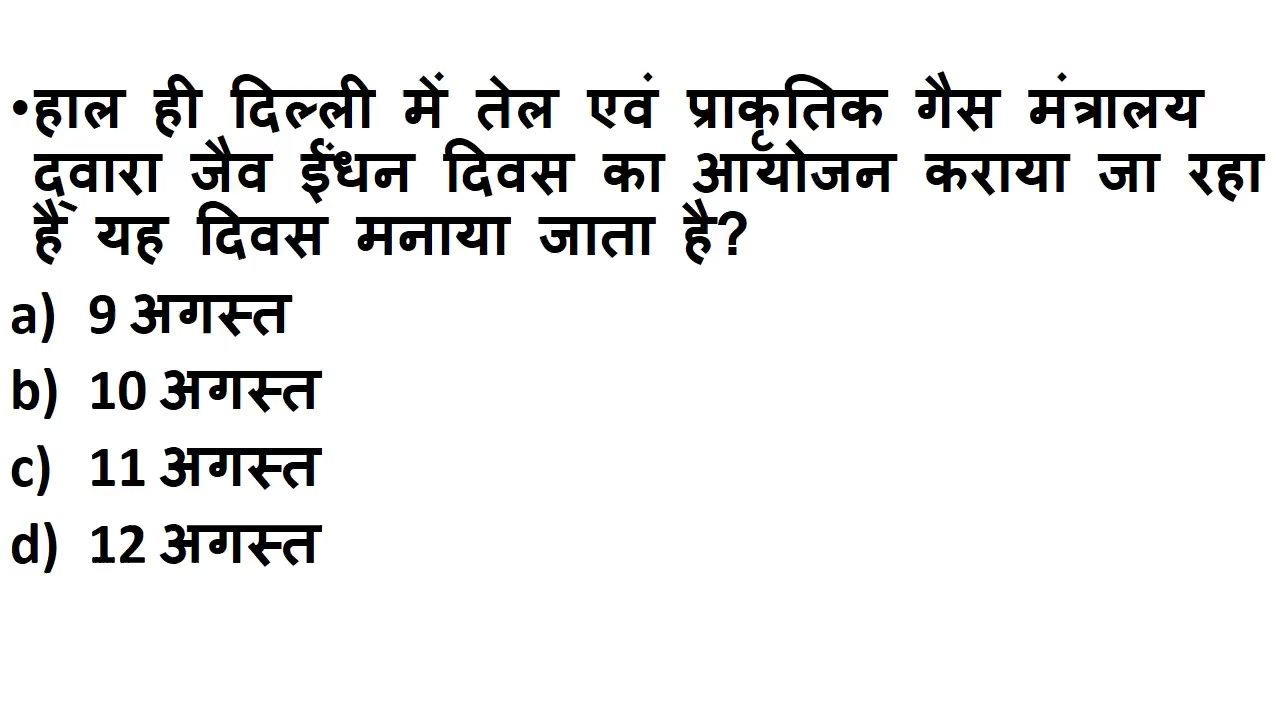 •हाल ही दिल्ली में तेल एवं प्राकृतिक गैस मंत्रालय
द्वारा जैव ईंधन दिवस का आयोजन कराया जा रहा
है यह दिवस मनाया जाता है?
a) 9 अगस्त
b) 10 अगस्त
c) 11 अगस्त
d) 12 अगस्त